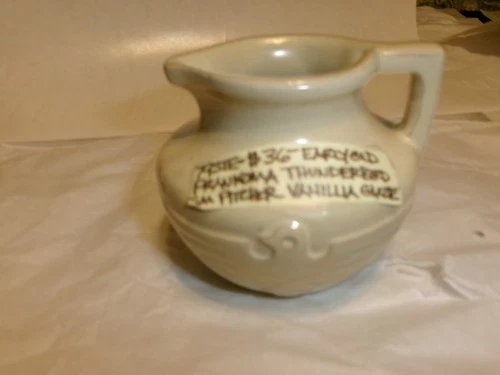 #36 EARLY OLD
FRANKOMA THUNDERBIRD
PITCHER VANILLA GLAZE